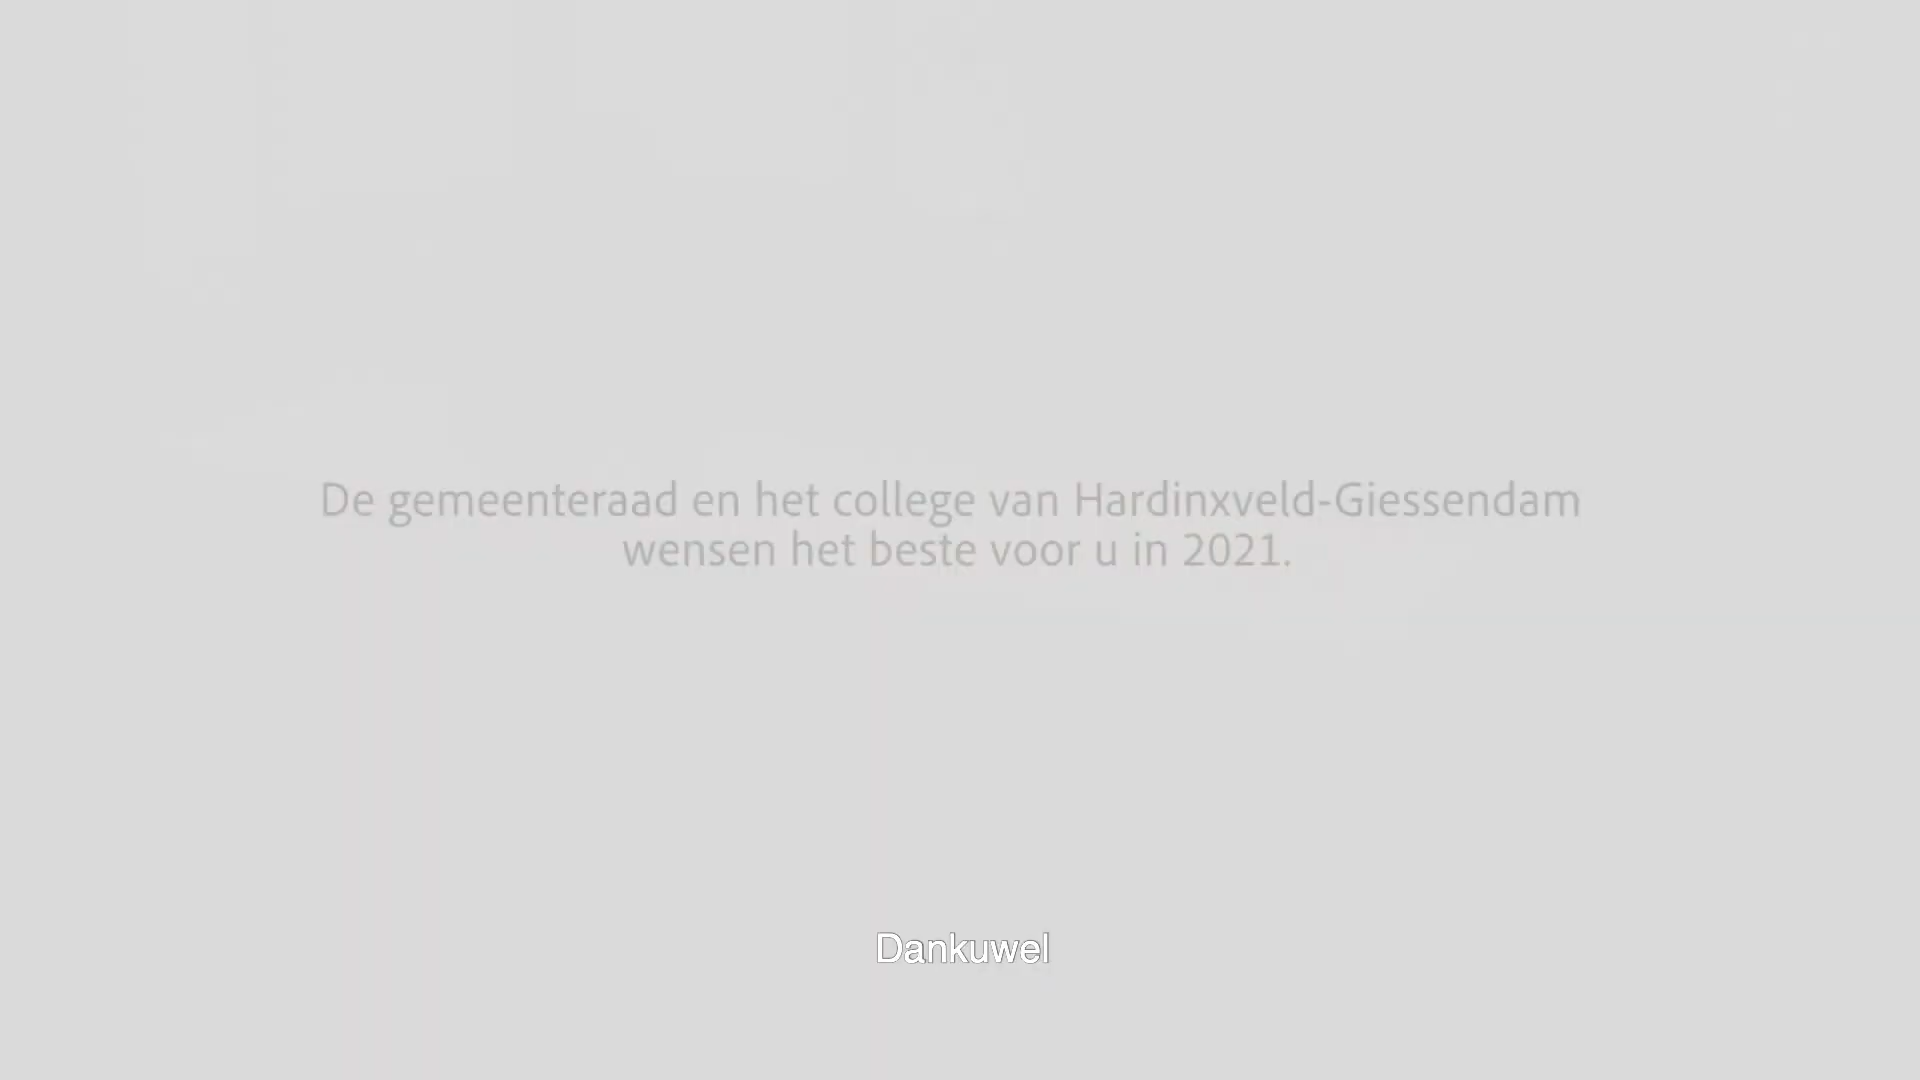 De gemeenteraad en het college van Hardinxveld-Giessendam
wensen het beste voor u in 2021.
Dankuwel